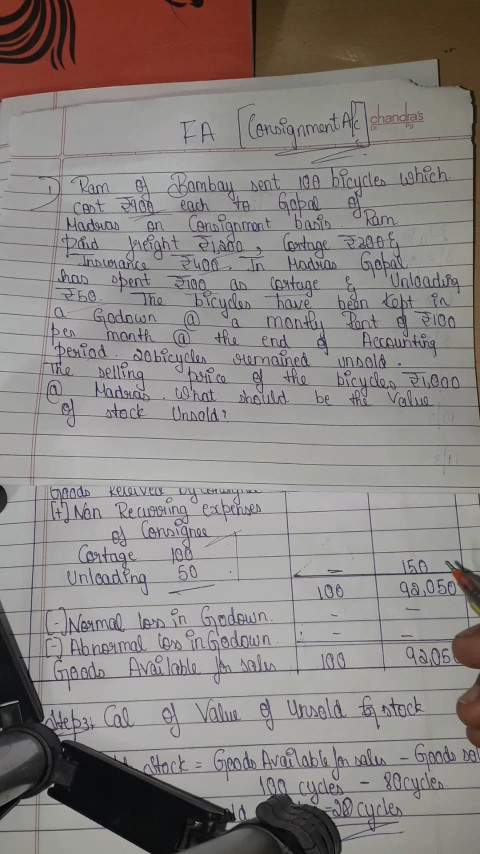 FA [Consignment A/c] chandra's
1) Ram of Bombay sent 100 bicycles which
cost ₹900 each to Gopal of
Madras on Consignment basis Ram
paid freight ₹1,200, Cartage ₹200 &
Insurance ₹400. In Madras Gopal
has spent ₹100 as cartage & Unloading
₹50. The bicycles have been kept in
a Godown @ a montly Rent of ₹100
per month @ the end of Accounting
period. 20 bicycles remained unsold.
The selling price of the bicycles ₹1,000
@ Madras. What should be the Value
of stock Unsold?
Goods Received by
[+] Non Recurring expenses
of Consignee
Cartage 100
Unloading 50 - 150
100 92,050
[-] Normal loss in Godown. - -
[-] Abnormal loss in Godown. - -
Goods Available for sales 100 92,050
Step 3: Cal of Value of Unsold stock
Stock = Goods Available for sales - Goods
100 cycles - 80 cycles
= 20 cycles